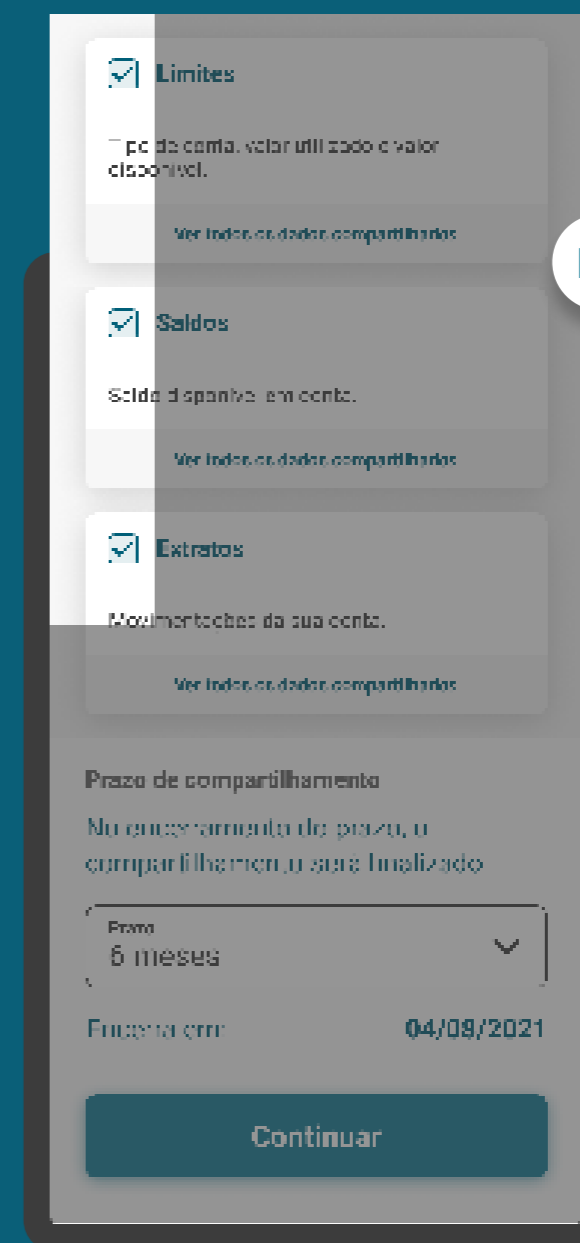 Limites
Tipo de conta, valor utilizado e valor
disponível.
Ver todos os dados compartilhados
Saldos
Saldo disponível em conta.
Ver todos os dados compartilhados
Extratos
Movimentações da sua conta.
Ver todos os dados compartilhados
Prazo de compartilhamento
No encerramento do prazo, o
compartilhamento será finalizado
Prazo
6 meses
Encerra em: 04/08/2021
Continuar